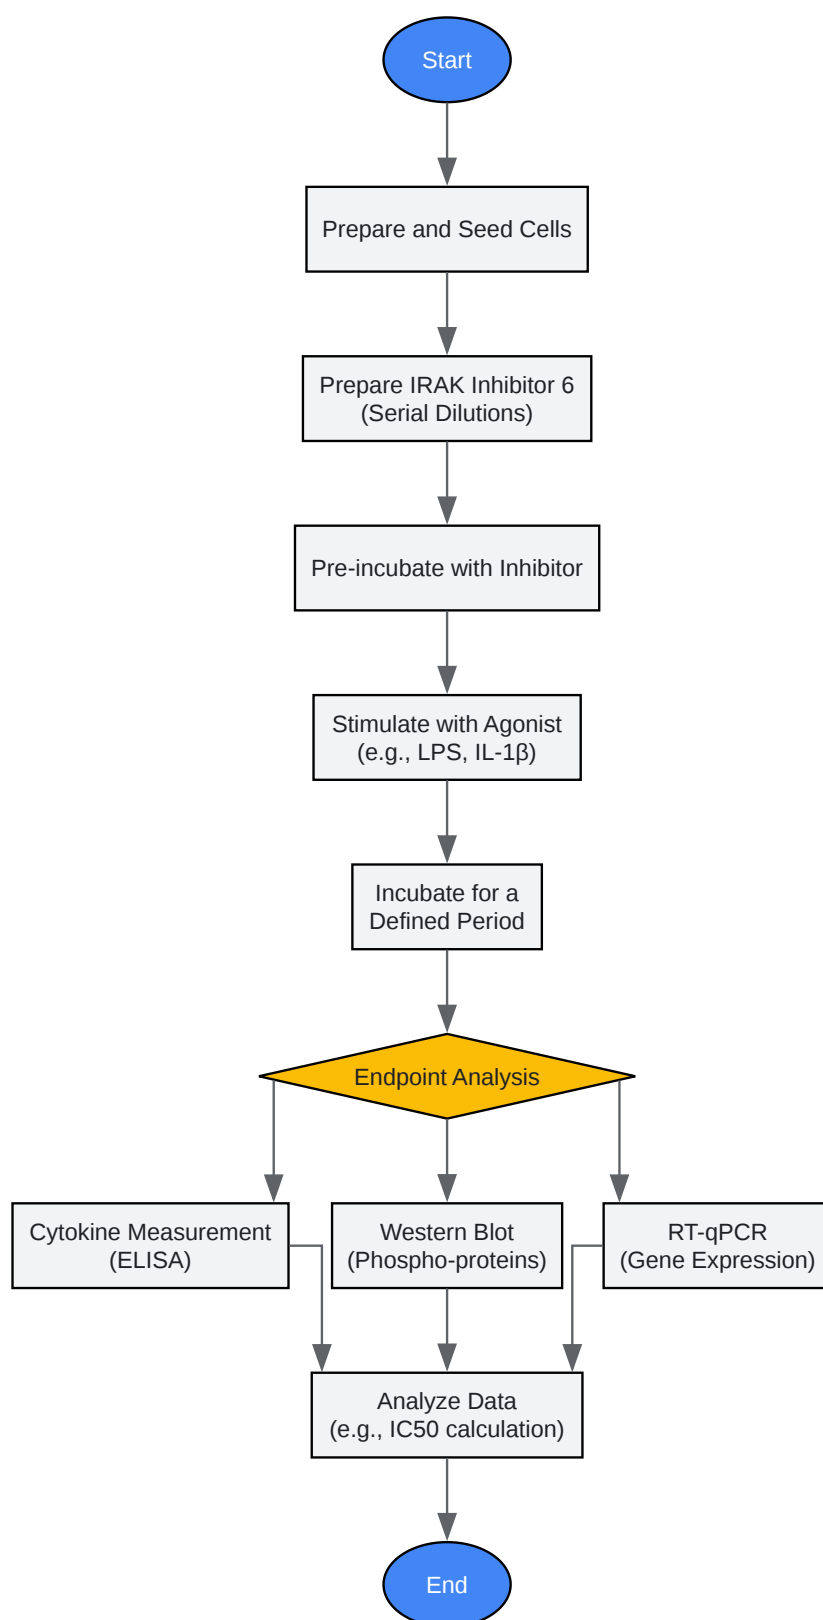 Start
Prepare and Seed Cells
Prepare IRAK Inhibitor 6
(Serial Dilutions)
Pre-incubate with Inhibitor
Stimulate with Agonist
(e.g., LPS, IL-1β)
Incubate for a
Defined Period
Endpoint Analysis
Cytokine Measurement
(ELISA)
Western Blot
(Phospho-proteins)
RT-qPCR
(Gene Expression)
Analyze Data
(e.g., IC50 calculation)
End